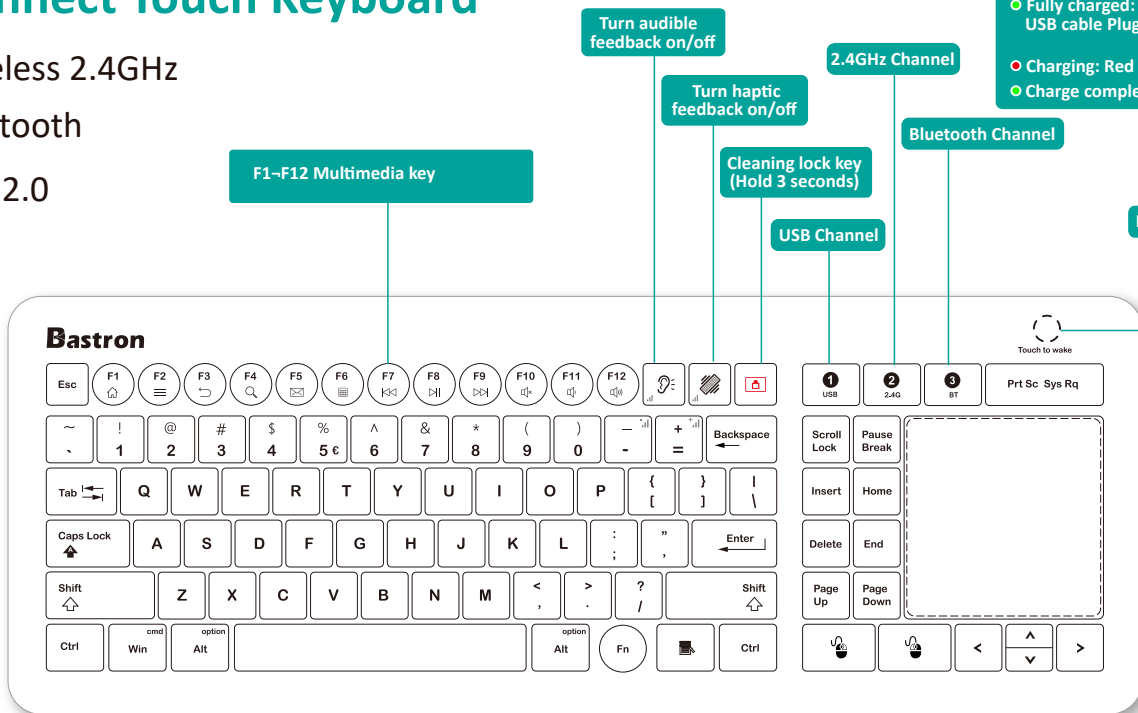 nnect Touch Keyboard
eless 2.4GHz
tooth
2.0
Turn audible
feedback on/off
Turn haptic
feedback on/off
2.4GHz Channel
Fully charged:
USB cable Plug
Charging: Red
Charge comple
Bluetooth Channel
F1¬F12 Multimedia key
Cleaning lock key
(Hold 3 seconds)
USB Channel
Bastron
Touch to wake
Esc F1 F2 F3 F4 F5 F6 F7 F8 F9 F10 F11 F12 1 USB 2 2.4G 3 BT Prt Sc Sys Rq
~ ! @ # $ % ^ & * ( ) — +
` 1 2 3 4 5 € 6 7 8 9 0 - = Backspace Scroll Lock Pause Break
Tab Q W E R T Y U I O P { [ } ] | \ Insert Home
Caps Lock A S D F G H J K L : ; " , Enter Delete End
Shift Z X C V B N M < , > . ? / Shift Page Up Page Down
Ctrl cmd Win option Alt option Alt Fn Ctrl < ^ v >